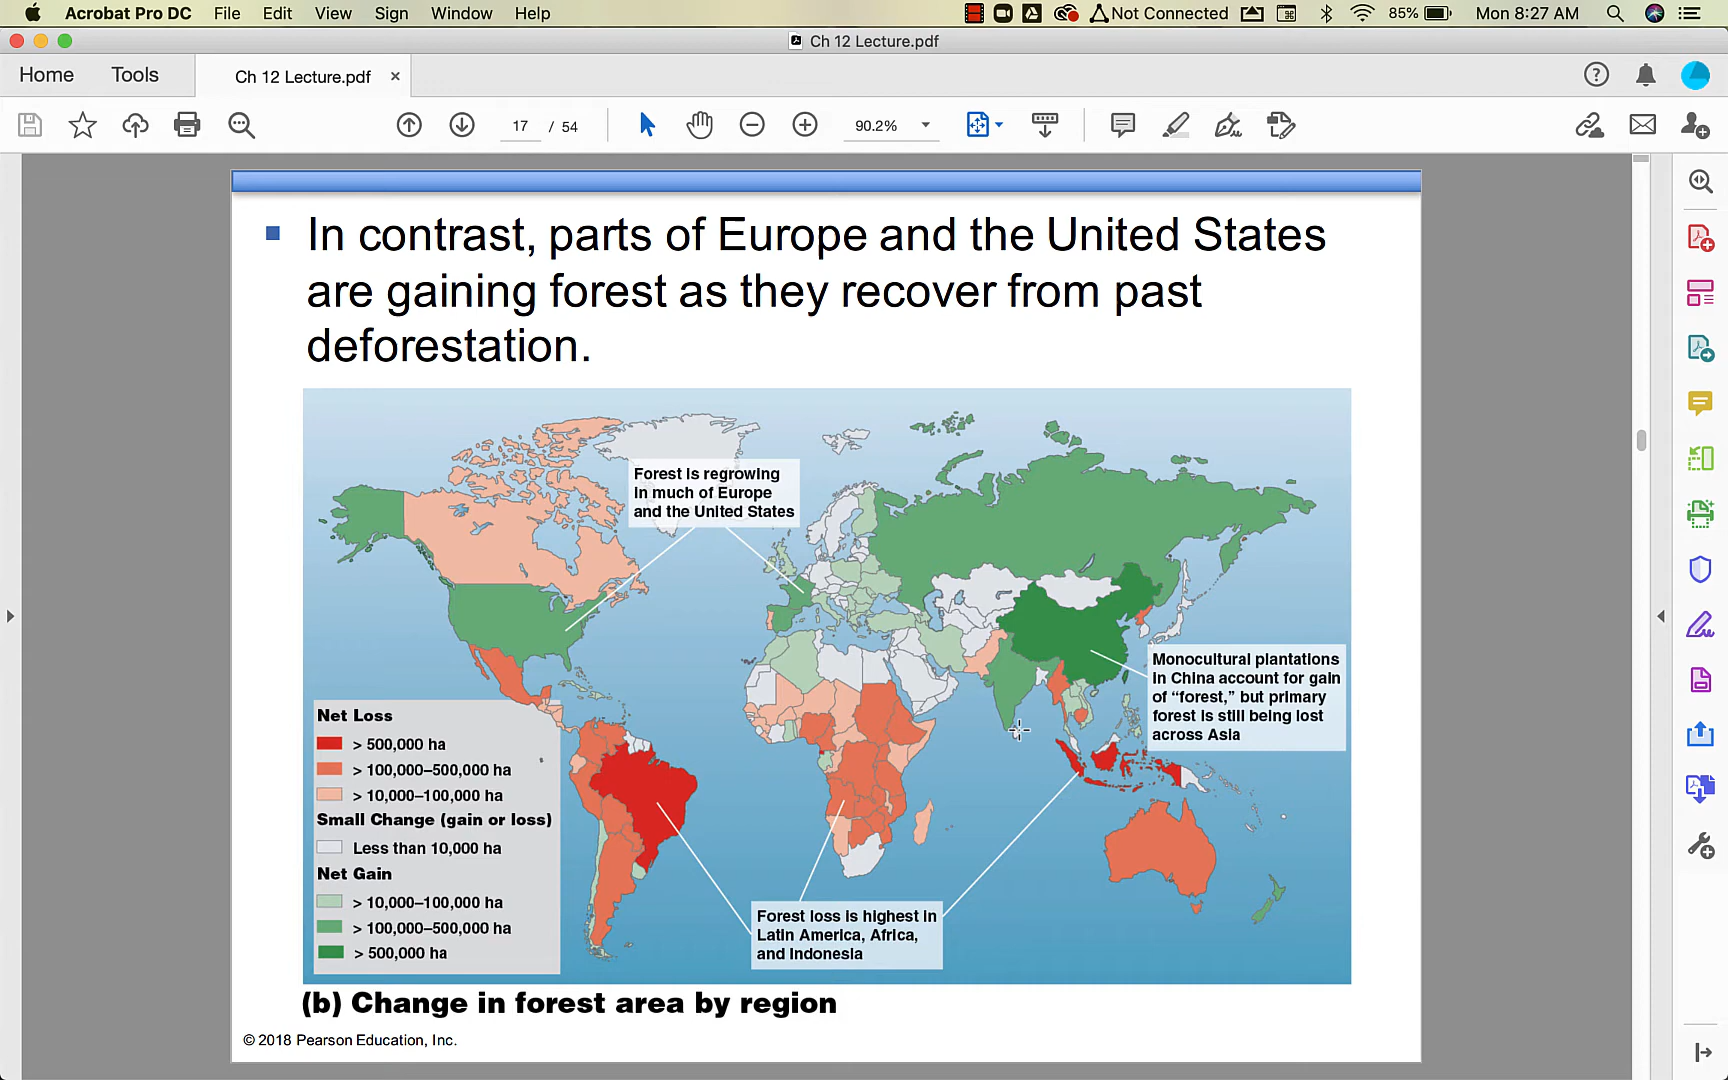 Acrobat Pro DC File Edit View Sign Window Help Not Connected 85% Mon 8:27 AM
Ch 12 Lecture.pdf
Home Tools Ch 12 Lecture.pdf ×
17 / 54 90.2%
In contrast, parts of Europe and the United States
are gaining forest as they recover from past
deforestation.
Forest is regrowing
in much of Europe
and the United States
Monocultural plantations
in China account for gain
of “forest,” but primary
forest is still being lost
across Asia
Net Loss
> 500,000 ha
> 100,000–500,000 ha
> 10,000–100,000 ha
Small Change (gain or loss)
Less than 10,000 ha
Net Gain
> 10,000–100,000 ha
> 100,000–500,000 ha
> 500,000 ha
Forest loss is highest in
Latin America, Africa,
and Indonesia
(b) Change in forest area by region
© 2018 Pearson Education, Inc.